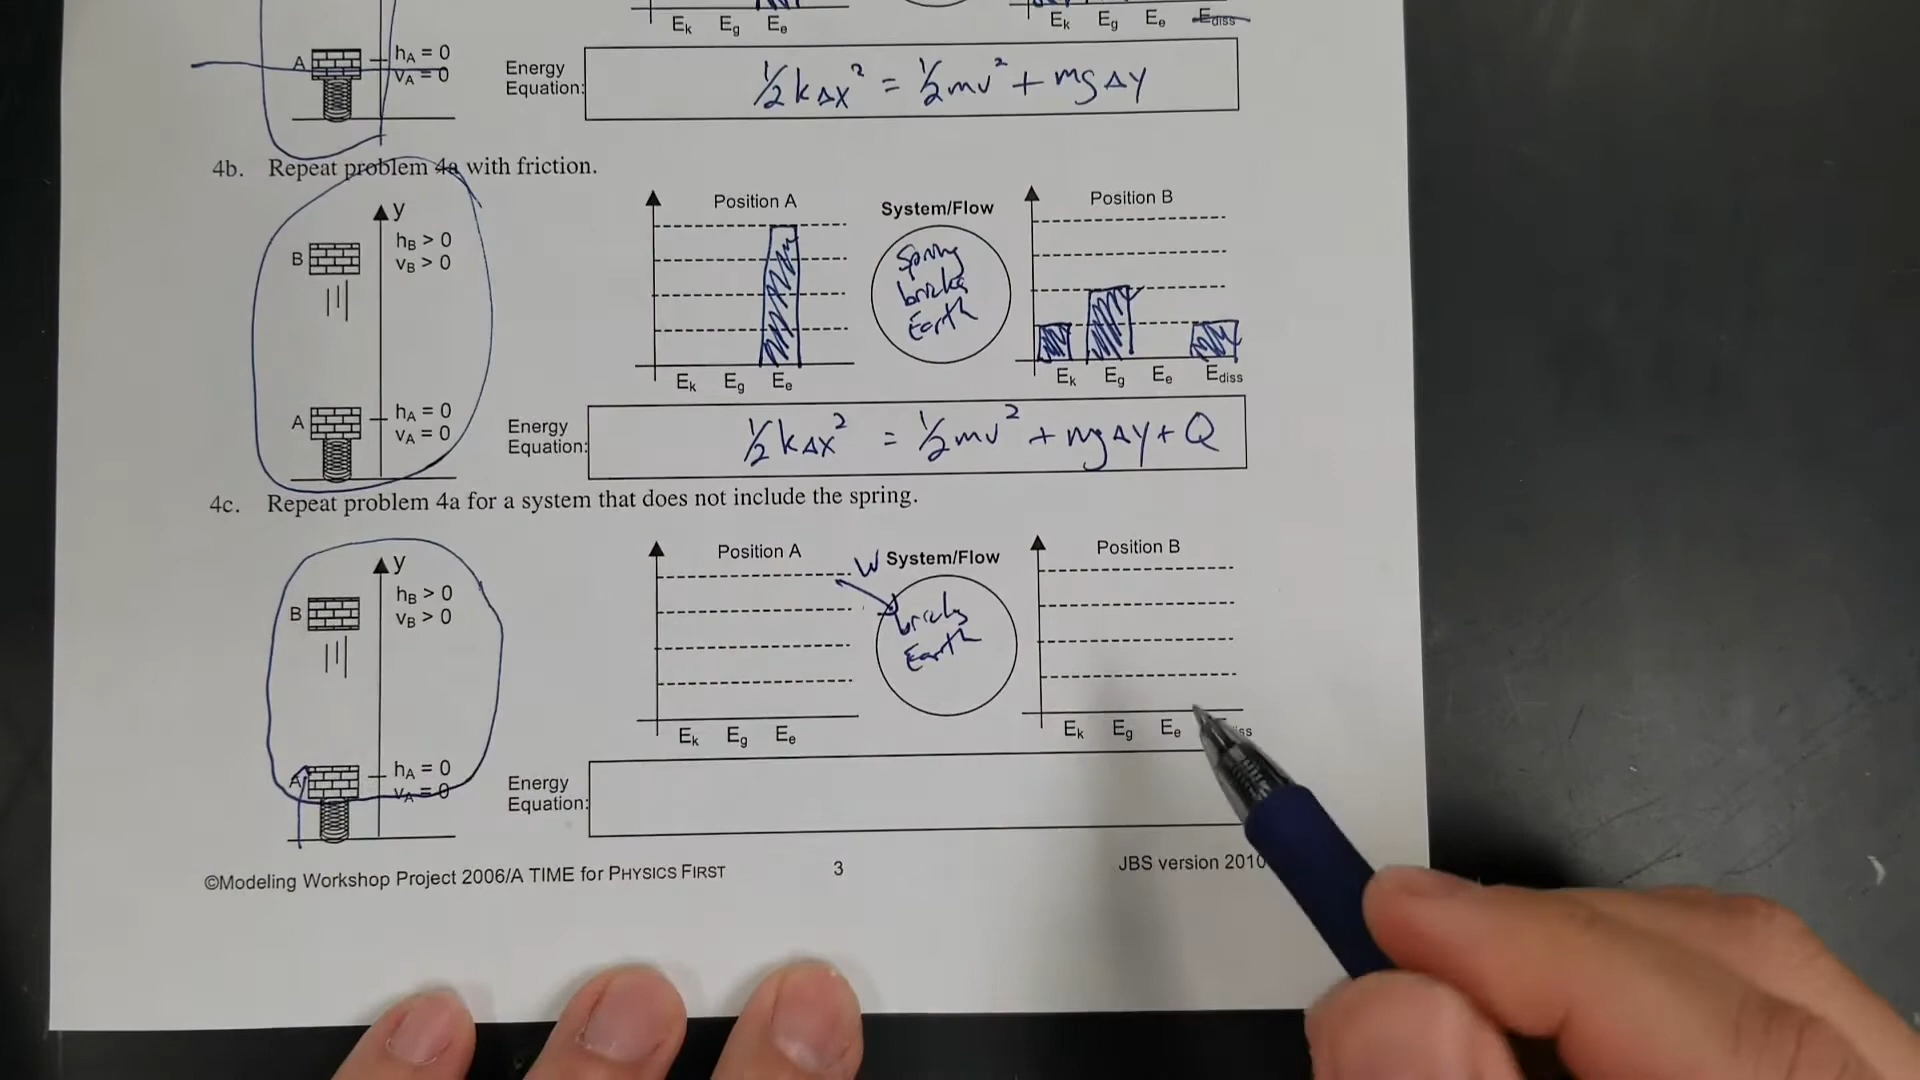 Ek Eg Ee
Ek Eg Ee Ediss
A hA = 0
vA = 0
Energy
Equation:
½kΔx² = ½mv² + mgΔy
4b. Repeat problem 4a with friction.
y
hB > 0
B
vB > 0
A hA = 0
vA = 0
Position A
Ek Eg Ee
System/Flow
Spring
bricks
Earth
Position B
Ek Eg Ee Ediss
Energy
Equation:
½kΔx² = ½mv² + mgΔy + Q
4c. Repeat problem 4a for a system that does not include the spring.
y
hB > 0
B
vB > 0
A hA = 0
vA = 0
Position A
Ek Eg Ee
W System/Flow
bricks
Earth
Position B
Ek Eg Ee
Energy
Equation:
©Modeling Workshop Project 2006/A TIME for PHYSICS FIRST 3 JBS version 2010